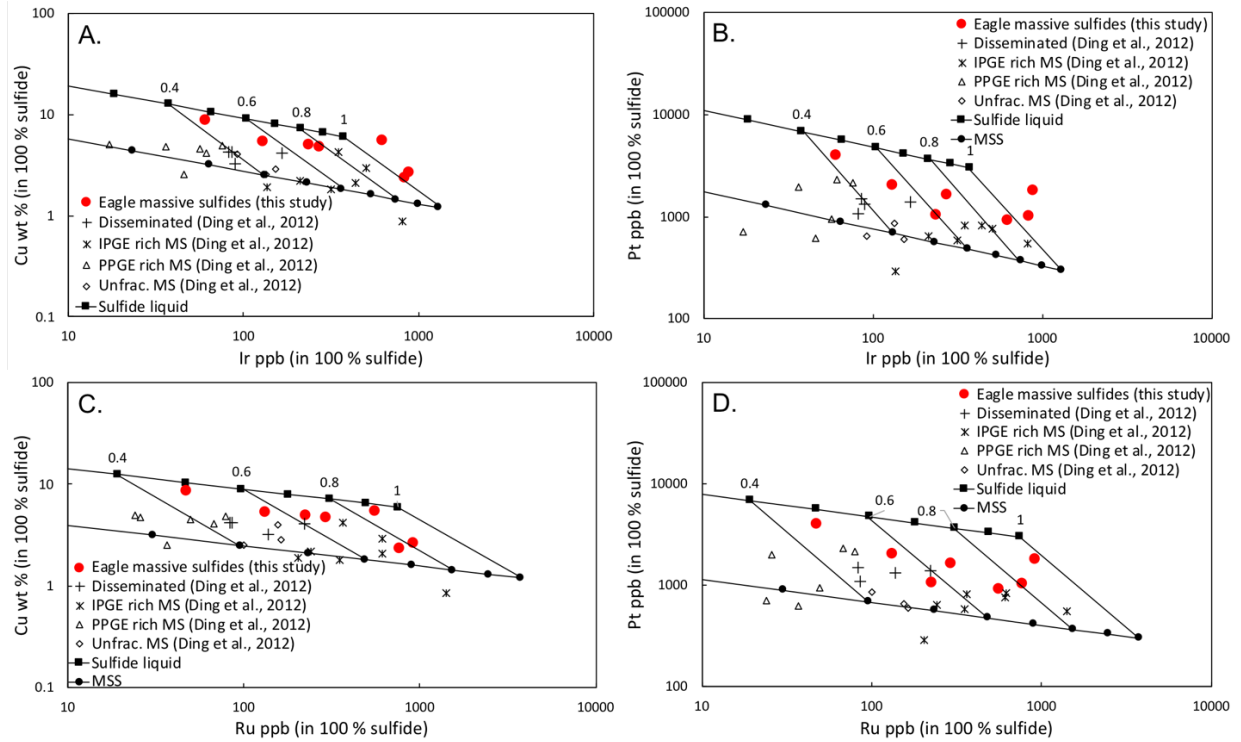 A.
100
10
1
0.1
Cu wt % (in 100 % sulfide)
0.4
0.6
0.8
1
Eagle massive sulfides (this study)
Disseminated (Ding et al., 2012)
IPGE rich MS (Ding et al., 2012)
PPGE rich MS (Ding et al., 2012)
Unfrac. MS (Ding et al., 2012)
Sulfide liquid
10
100
1000
10000
Ir ppb (in 100 % sulfide)
B.
100000
10000
1000
100
Pt ppb (in 100 % sulfide)
0.4
0.6
0.8
1
Eagle massive sulfides (this study)
Disseminated (Ding et al., 2012)
IPGE rich MS (Ding et al., 2012)
PPGE rich MS (Ding et al., 2012)
Unfrac. MS (Ding et al., 2012)
Sulfide liquid
MSS
10
100
1000
10000
Ir ppb (in 100 % sulfide)
C.
100
10
1
0.1
Cu wt % (in 100 % sulfide)
0.4
0.6
0.8
1
Eagle massive sulfides (this study)
Disseminated (Ding et al., 2012)
IPGE rich MS (Ding et al., 2012)
PPGE rich MS (Ding et al., 2012)
Unfrac. MS (Ding et al., 2012)
Sulfide liquid
MSS
10
100
1000
10000
Ru ppb (in 100 % sulfide)
D.
100000
10000
1000
100
Pt ppb (in 100 % sulfide)
0.4
0.6
0.8
1
Eagle massive sulfides (this study)
Disseminated (Ding et al., 2012)
IPGE rich MS (Ding et al., 2012)
PPGE rich MS (Ding et al., 2012)
Unfrac. MS (Ding et al., 2012)
Sulfide liquid
MSS
10
100
1000
10000
Ru ppb (in 100 % sulfide)